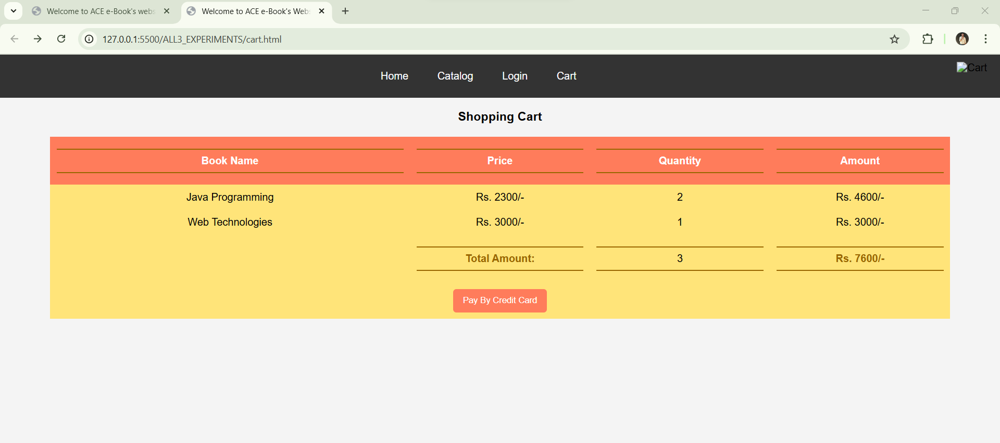 Welcome to ACE e-Book's webs
Welcome to ACE e-Book's Webs
127.0.0.1:5500/ALL3_EXPERIMENTS/cart.html
Home Catalog Login Cart
Cart
Shopping Cart
Book Name Price Quantity Amount
Java Programming Rs. 2300/- 2 Rs. 4600/-
Web Technologies Rs. 3000/- 1 Rs. 3000/-
Total Amount: 3 Rs. 7600/-
Pay By Credit Card